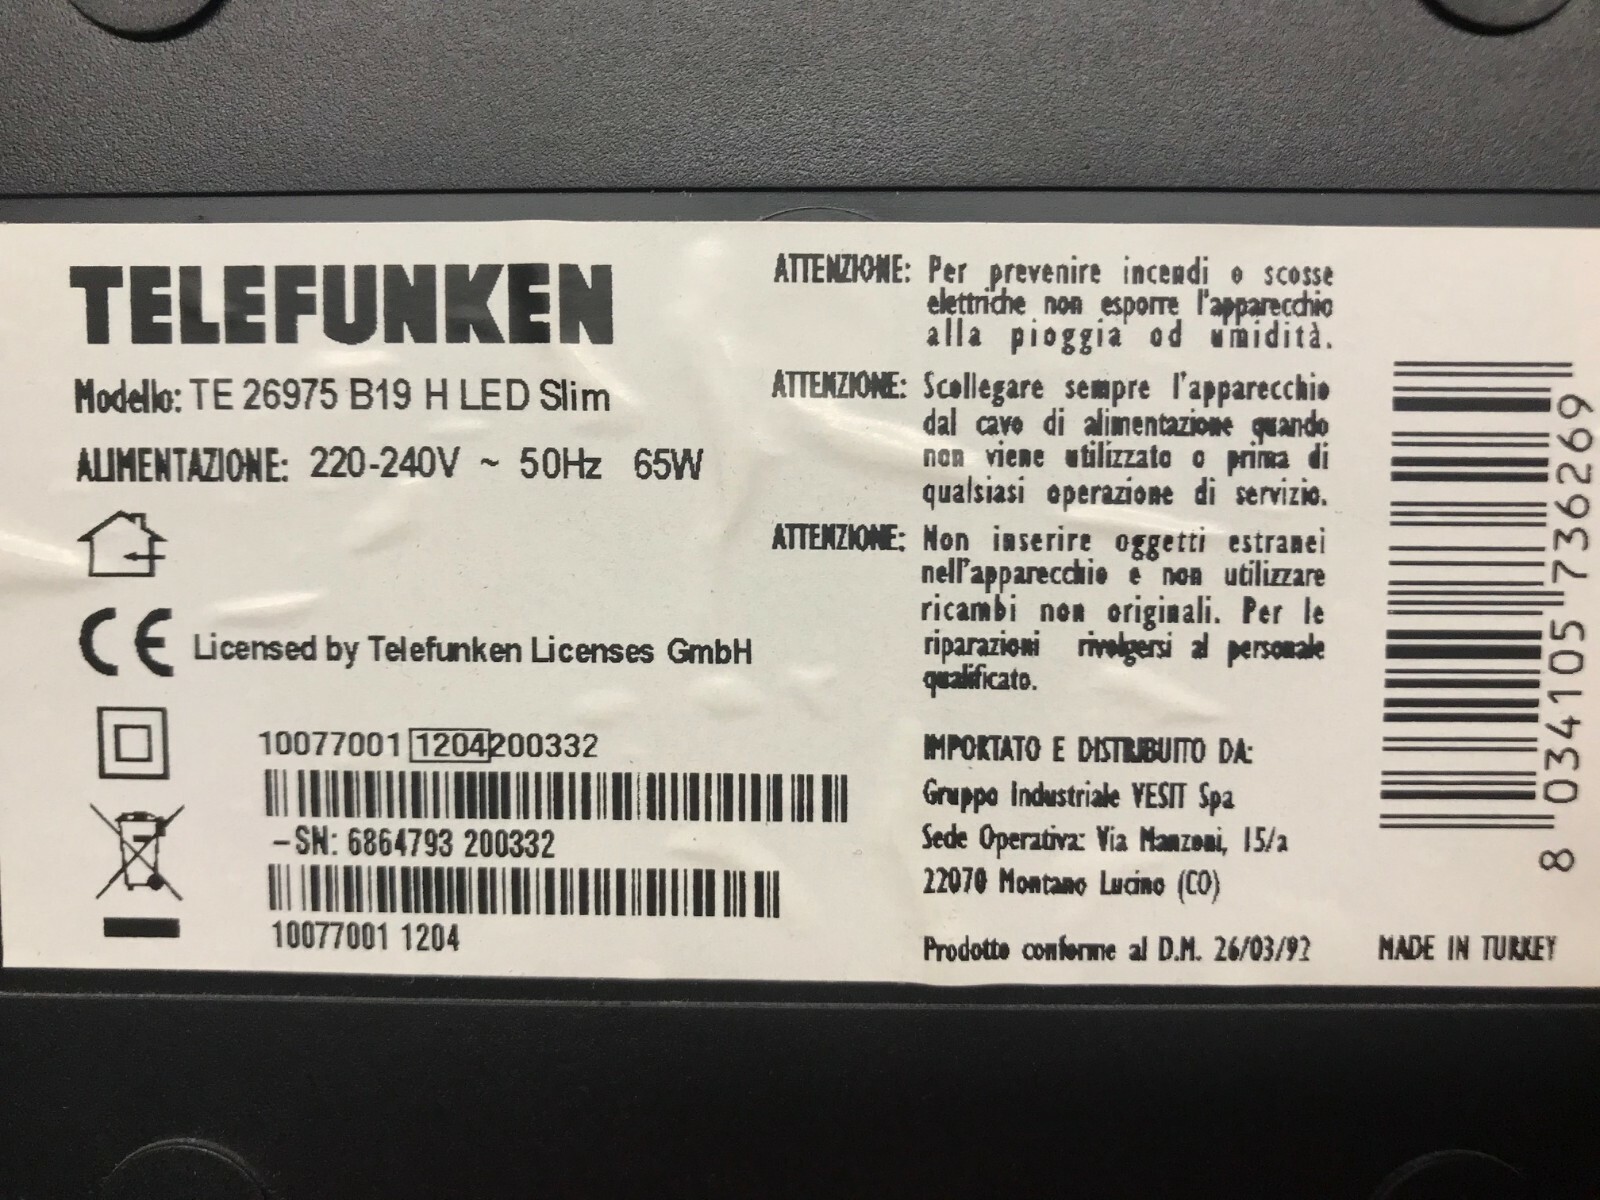 TELEFUNKEN
Modello: TE 26975 B19 H LED Slim
ALIMENTAZIONE: 220-240V ~ 50Hz 65W
CE Licensed by Telefunken Licenses GmbH
10077001 1204 200332
-SN: 6864793 200332
10077001 1204
ATTENZIONE: Per prevenire incendi o scosse
elettriche non esporre l'apparecchio
alla pioggia od umidità.
ATTENZIONE: Scollegare sempre l'apparecchio
dal cavo di alimentazione quando
non viene utilizzato o prima di
qualsiasi operazione di servizio.
ATTENZIONE: Non inserire oggetti estranei
nell'apparecchio e non utilizzare
ricambi non originali. Per le
riparazioni rivolgersi al personale
qualificato.
IMPORTATO E DISTRIBUITO DA:
Gruppo Industriale VESIT Spa
Sede Operativa: Via Manzoni, 15/a
22070 Montano Lucino (CO)
Prodotto conforme al D.M. 26/03/92
MADE IN TURKEY
8 034105 736269